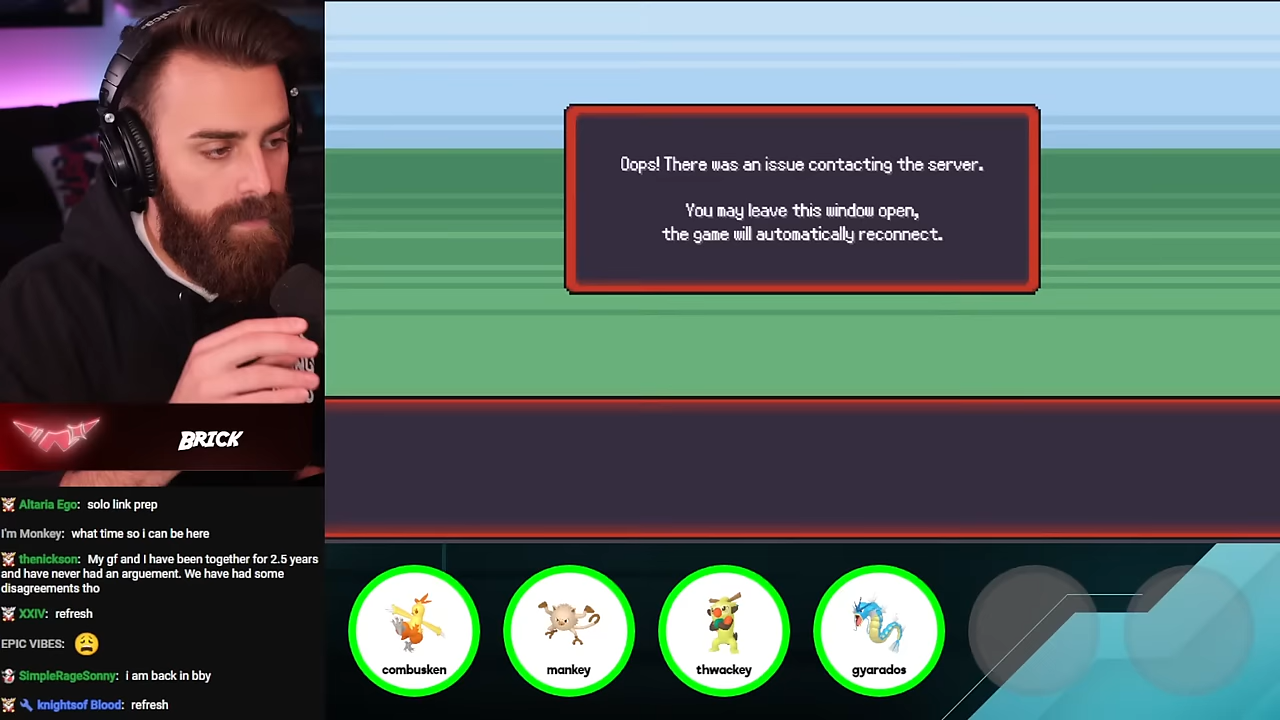 Oops! There was an issue contacting the server.
You may leave this window open,
the game will automatically reconnect.
BRICK
Altaria Ego: solo link prep
I'm Monkey: what time so i can be here
thenickson: My gf and I have been together for 2.5 years
and have never had an arguement. We have had some
disagreements tho
XXIV: refresh
EPIC VIBES: 😩
SimpleRageSonny: i am back in bby
knightsof Blood: refresh
combusken
mankey
thwackey
gyarados